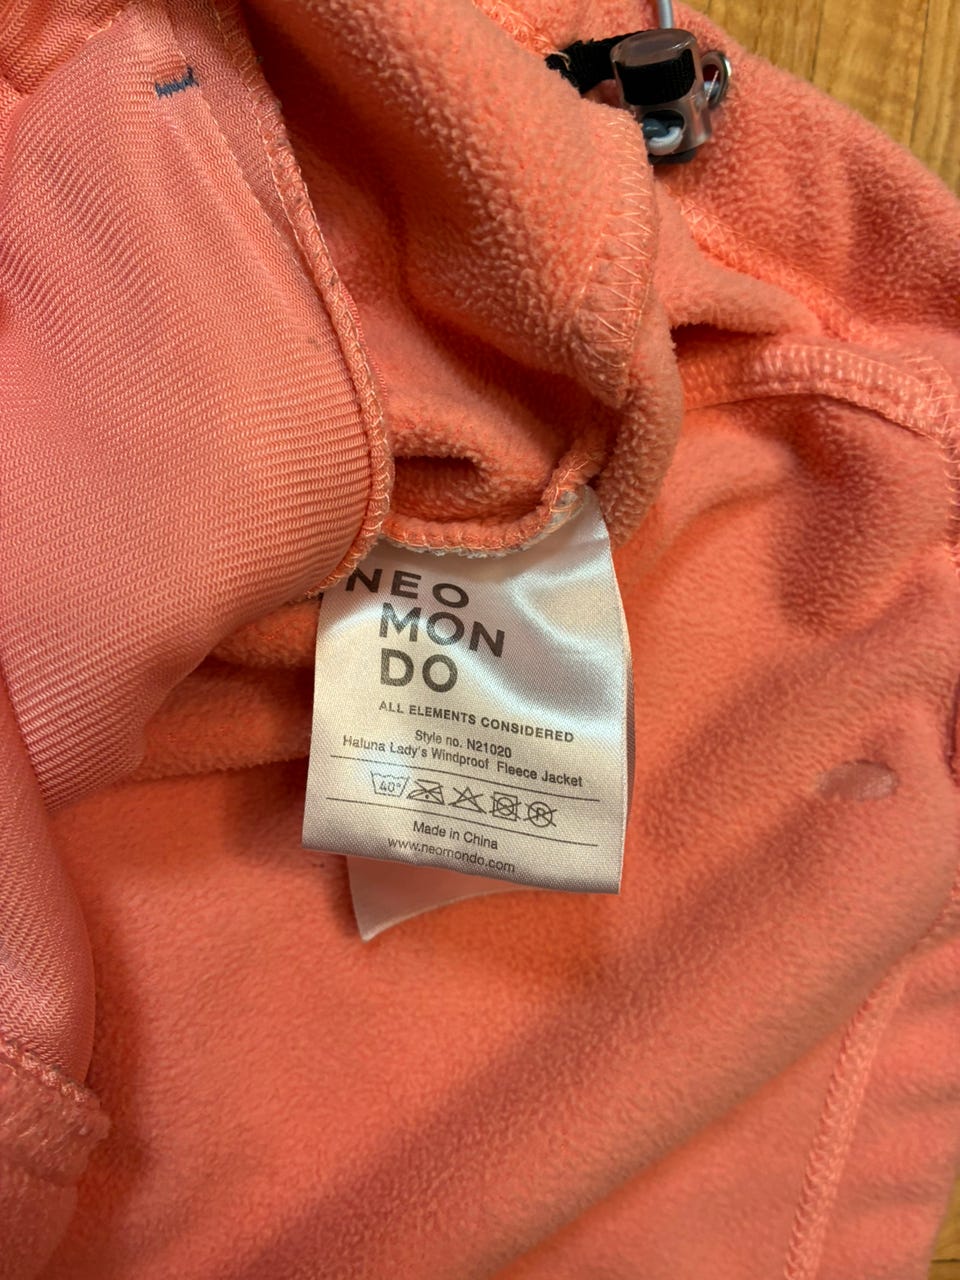 NEO
MON
DO
ALL ELEMENTS CONSIDERED
Style no. N21020
Haluna Lady's Windproof Fleece Jacket
40°
P
Made in China
www.neomondo.com